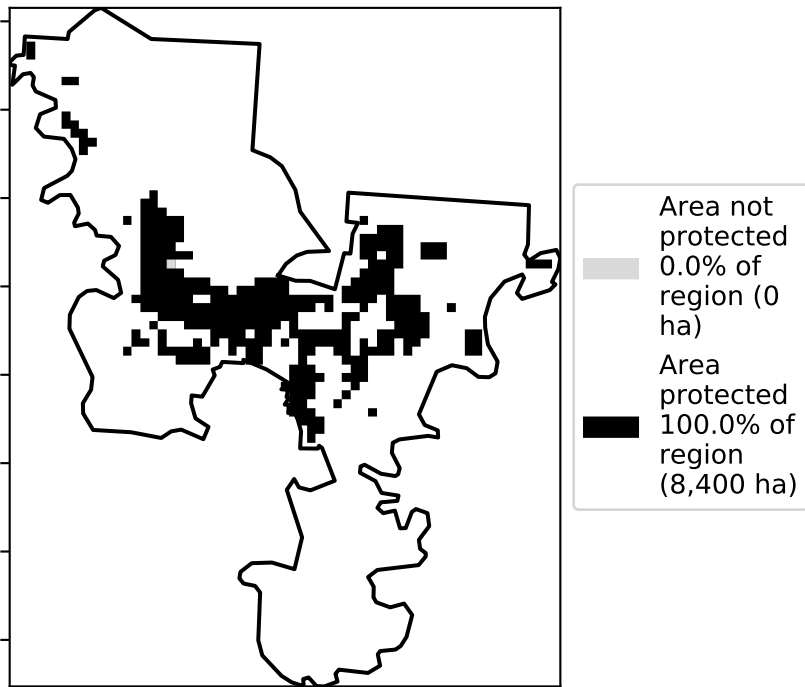 Area not
protected
0.0% of
region (0
ha)
Area
protected
100.0% of
region
(8,400 ha)